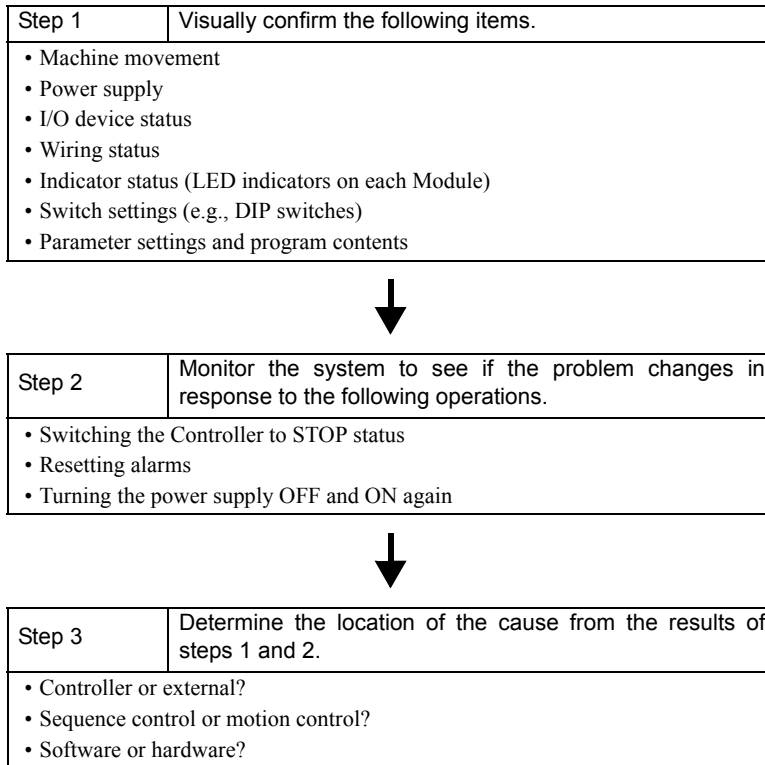 Step 1 Visually confirm the following items.
• Machine movement
• Power supply
• I/O device status
• Wiring status
• Indicator status (LED indicators on each Module)
• Switch settings (e.g., DIP switches)
• Parameter settings and program contents
Step 2 Monitor the system to see if the problem changes in
response to the following operations.
• Switching the Controller to STOP status
• Resetting alarms
• Turning the power supply OFF and ON again
Step 3 Determine the location of the cause from the results of
steps 1 and 2.
• Controller or external?
• Sequence control or motion control?
• Software or hardware?